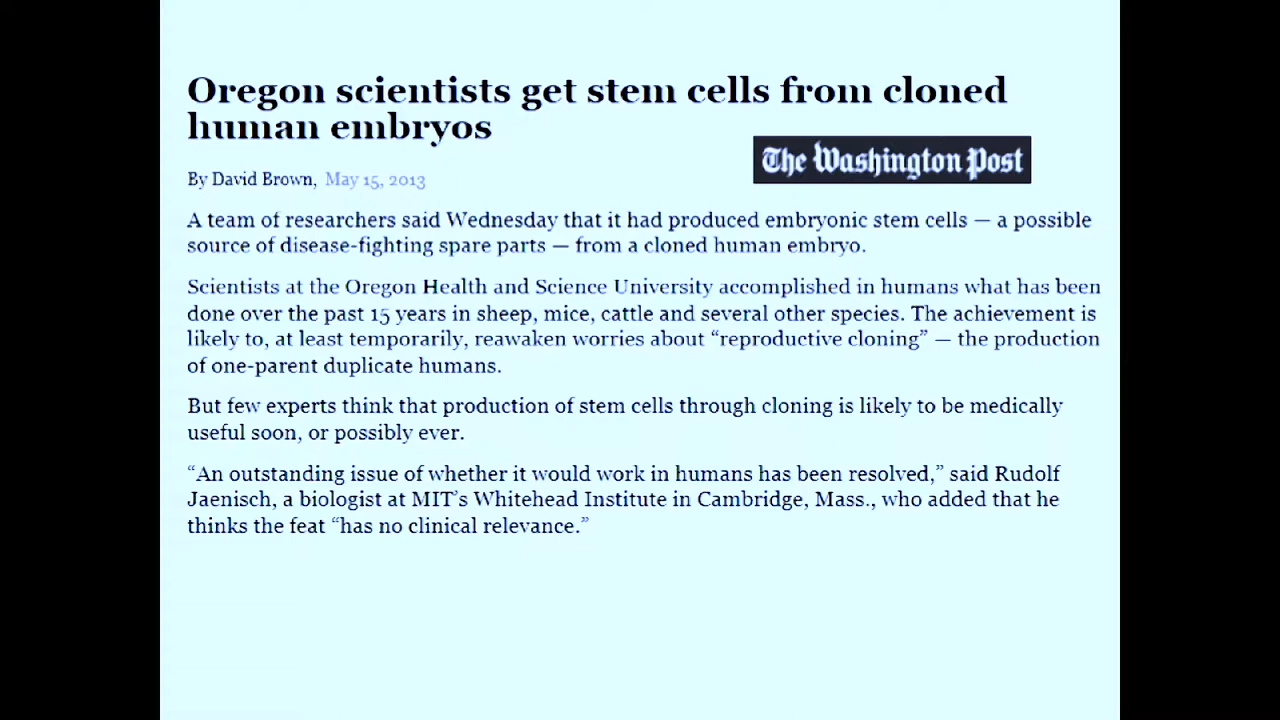 Oregon scientists get stem cells from cloned
human embryos
The Washington Post
By David Brown, May 15, 2013
A team of researchers said Wednesday that it had produced embryonic stem cells — a possible
source of disease-fighting spare parts — from a cloned human embryo.
Scientists at the Oregon Health and Science University accomplished in humans what has been
done over the past 15 years in sheep, mice, cattle and several other species. The achievement is
likely to, at least temporarily, reawaken worries about “reproductive cloning” — the production
of one-parent duplicate humans.
But few experts think that production of stem cells through cloning is likely to be medically
useful soon, or possibly ever.
“An outstanding issue of whether it would work in humans has been resolved,” said Rudolf
Jaenisch, a biologist at MIT’s Whitehead Institute in Cambridge, Mass., who added that he
thinks the feat “has no clinical relevance.”